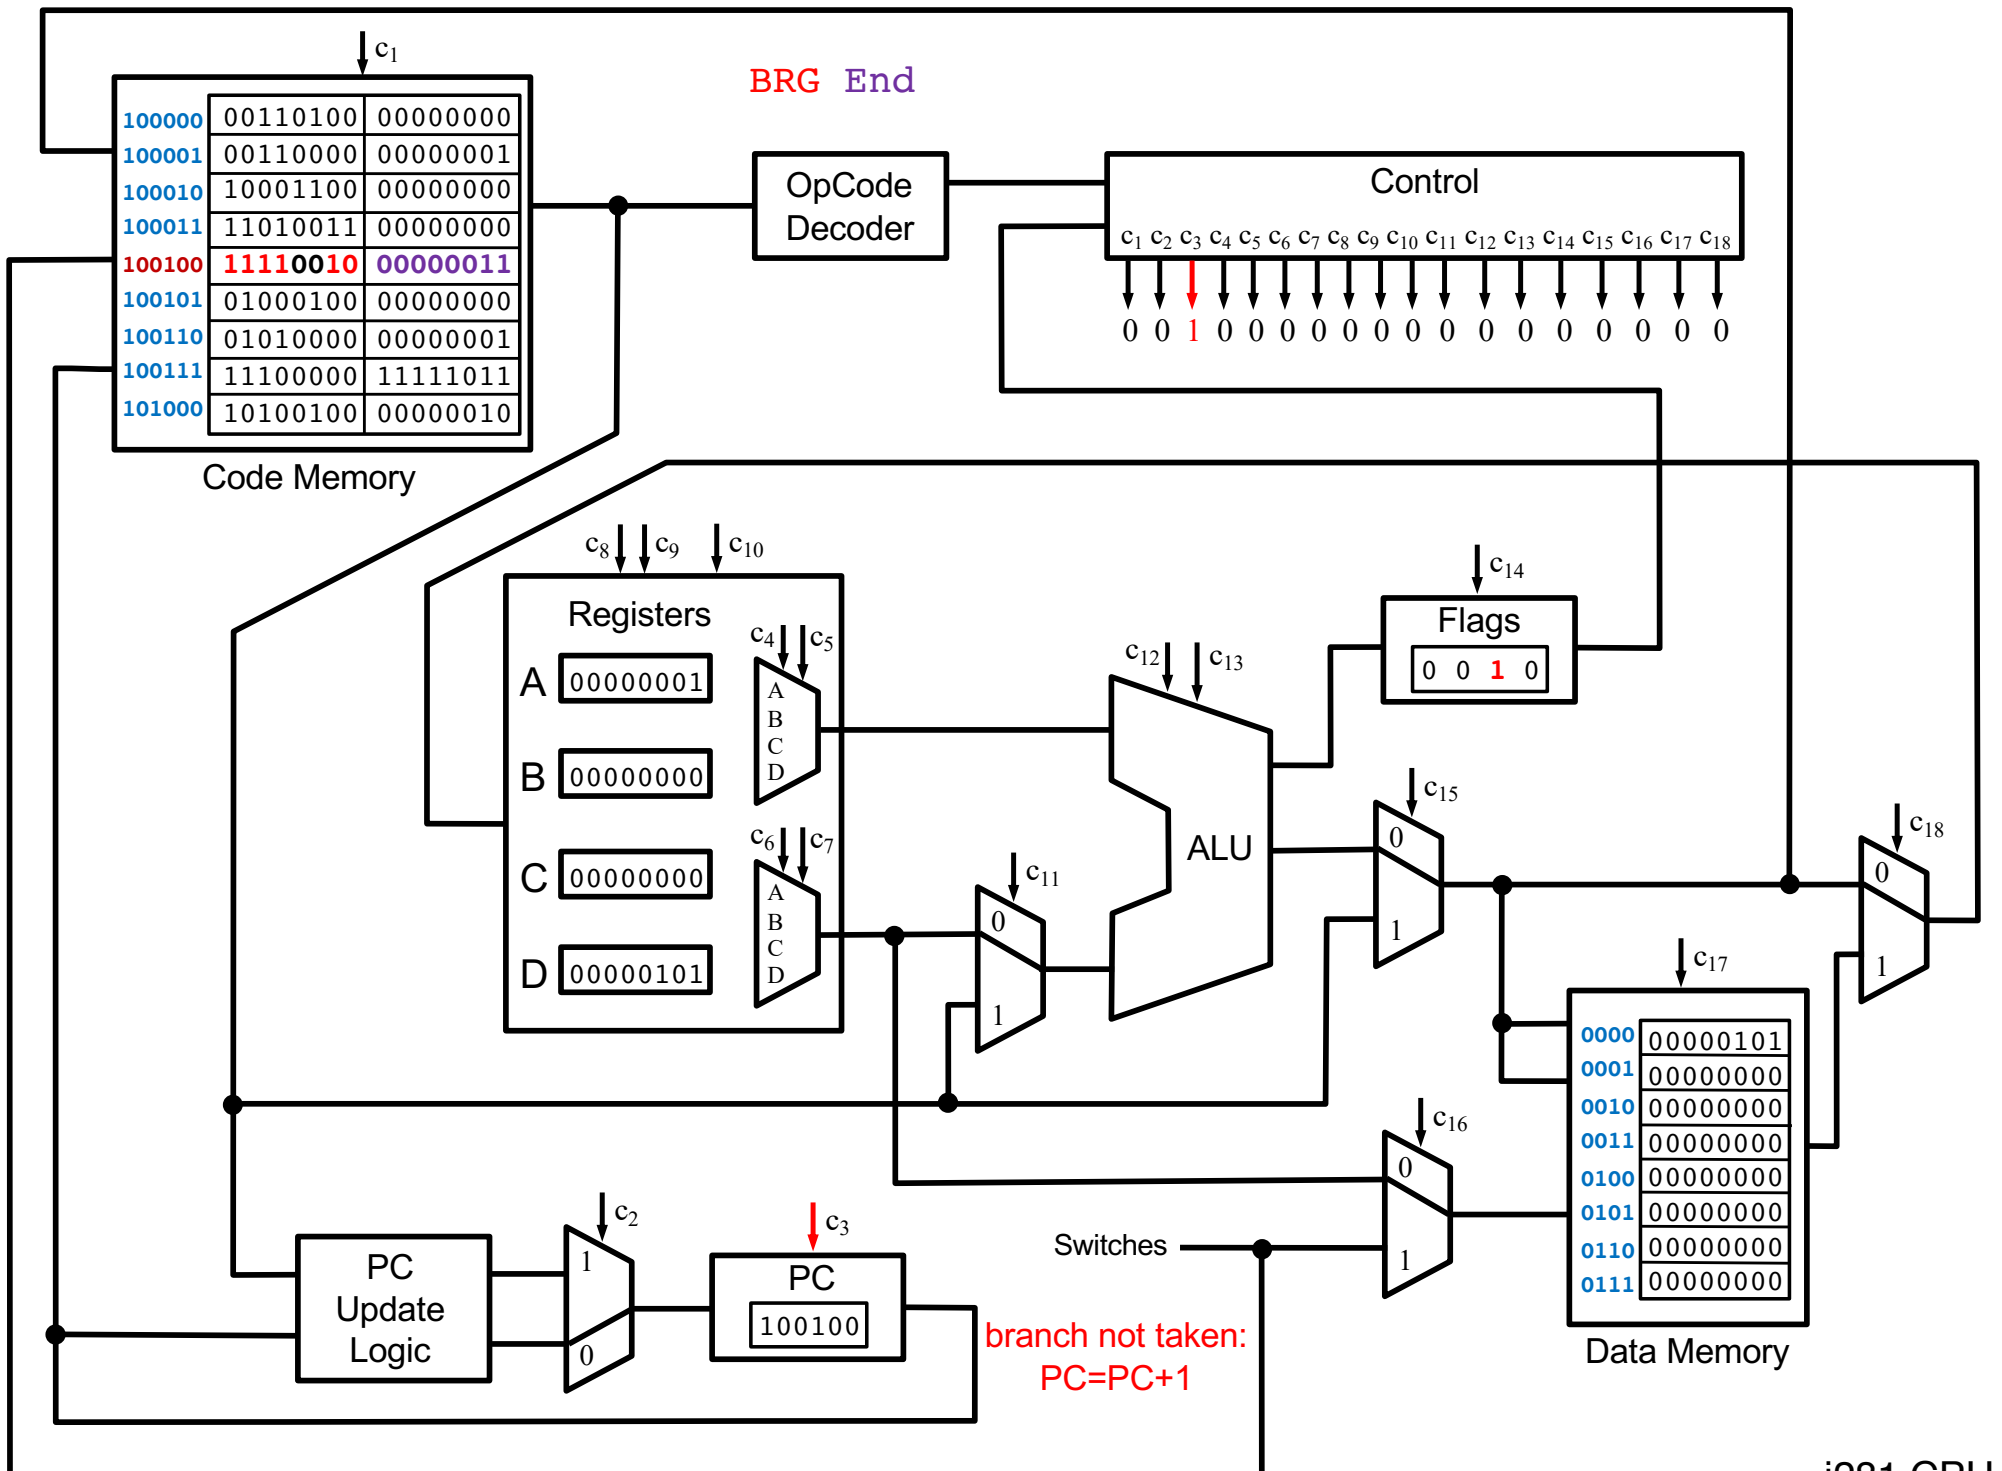 c1
BRG End
100000 00110100 00000000
100001 00110000 00000001
100010 10001100 00000000
100011 11010011 00000000
100100 11110010 00000011
100101 01000100 00000000
100110 01010000 00000001
100111 11100000 11111011
101000 10100100 00000010
Code Memory
OpCode
Decoder
Control
c1 c2 c3 c4 c5 c6 c7 c8 c9 c10 c11 c12 c13 c14 c15 c16 c17 c18
0 0 1 0 0 0 0 0 0 0 0 0 0 0 0 0 0 0
c8 c9 c10
Registers
A 00000001
B 00000000
C 00000000
D 00000101
c4 c5
A
B
C
D
c6 c7
A
B
C
D
c11
0
1
c12 c13
ALU
c14
Flags
0 0 1 0
c15
0
1
c18
0
1
c17
0000 00000101
0001 00000000
0010 00000000
0011 00000000
0100 00000000
0101 00000000
0110 00000000
0111 00000000
Data Memory
c16
0
1
Switches
PC
Update
Logic
c2
1
0
c3
PC
100100
branch not taken:
PC=PC+1